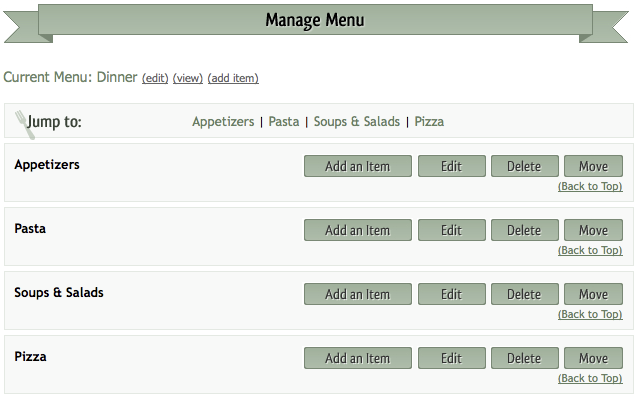 Manage Menu
Current Menu: Dinner (edit) (view) (add item)
Jump to: Appetizers | Pasta | Soups & Salads | Pizza
Appetizers Add an Item Edit Delete Move
(Back to Top)
Pasta Add an Item Edit Delete Move
(Back to Top)
Soups & Salads Add an Item Edit Delete Move
(Back to Top)
Pizza Add an Item Edit Delete Move
(Back to Top)